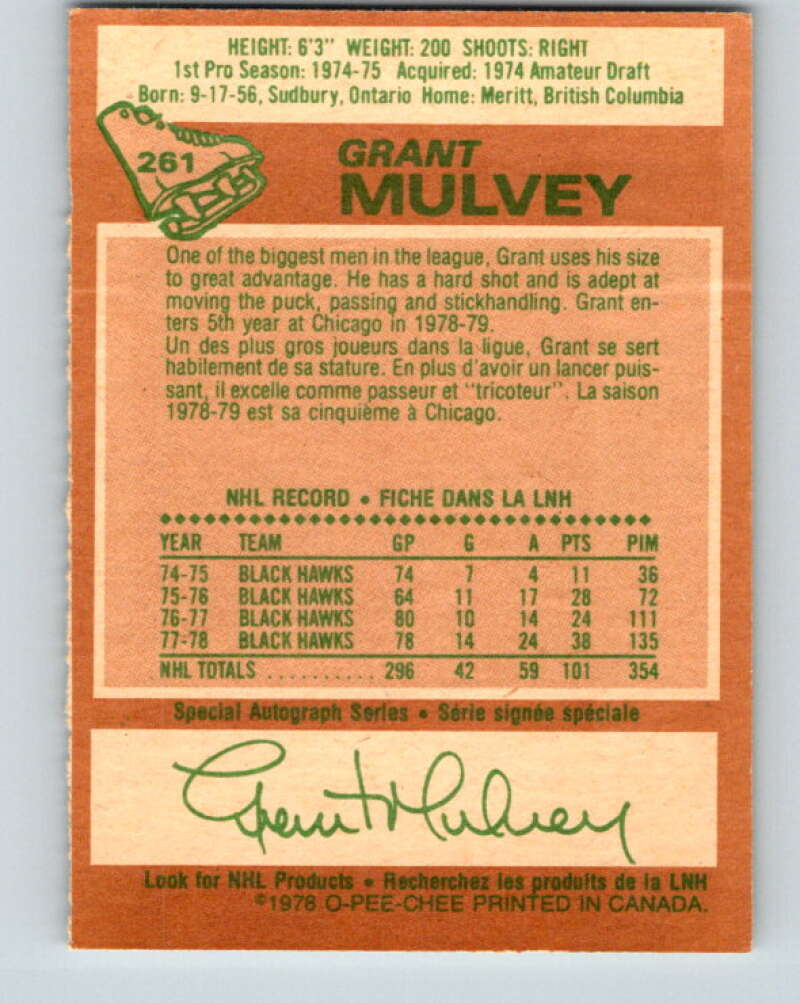 HEIGHT: 6'3" WEIGHT: 200 SHOOTS: RIGHT
1st Pro Season: 1974-75 Acquired: 1974 Amateur Draft
Born: 9-17-56, Sudbury, Ontario Home: Meritt, British Columbia
261
GRANT
MULVEY
One of the biggest men in the league, Grant uses his size
to great advantage. He has a hard shot and is adept at
moving the puck, passing and stickhandling. Grant en-
ters 5th year at Chicago in 1978-79.
Un des plus gros joueurs dans la ligue, Grant se sert
habilement de sa stature. En plus d'avoir un lancer puis-
sant, il excelle comme passeur et "tricoteur". La saison
1978-79 est sa cinquième à Chicago.
NHL RECORD • FICHE DANS LA LNH
YEAR TEAM GP G A PTS PIM
74-75 BLACK HAWKS 74 7 4 11 36
75-76 BLACK HAWKS 64 11 17 28 72
76-77 BLACK HAWKS 80 10 14 24 111
77-78 BLACK HAWKS 78 14 24 38 135
NHL TOTALS .......... 296 42 59 101 354
Special Autograph Series • Série signée spéciale
Grant Mulvey
Look for NHL Products • Recherchez les produits de la LNH
©1978 O-PEE-CHEE PRINTED IN CANADA.